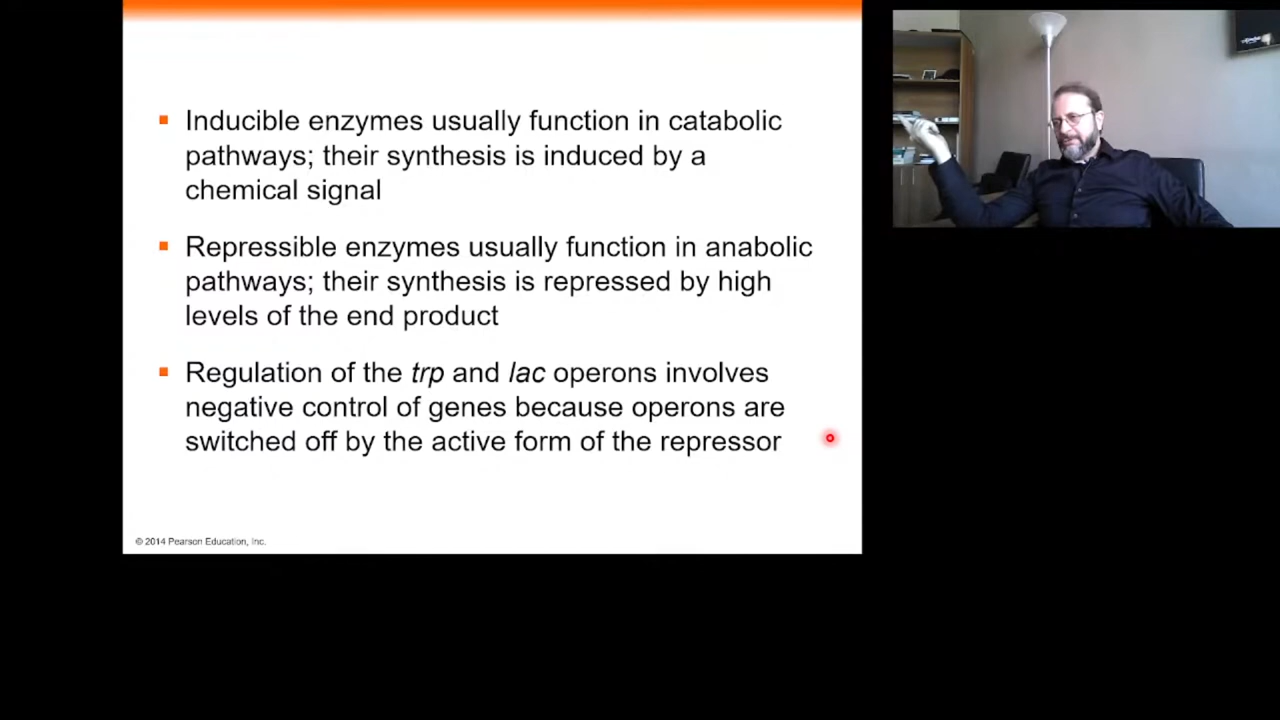 Inducible enzymes usually function in catabolic
pathways; their synthesis is induced by a
chemical signal
Repressible enzymes usually function in anabolic
pathways; their synthesis is repressed by high
levels of the end product
Regulation of the trp and lac operons involves
negative control of genes because operons are
switched off by the active form of the repressor
© 2014 Pearson Education, Inc.